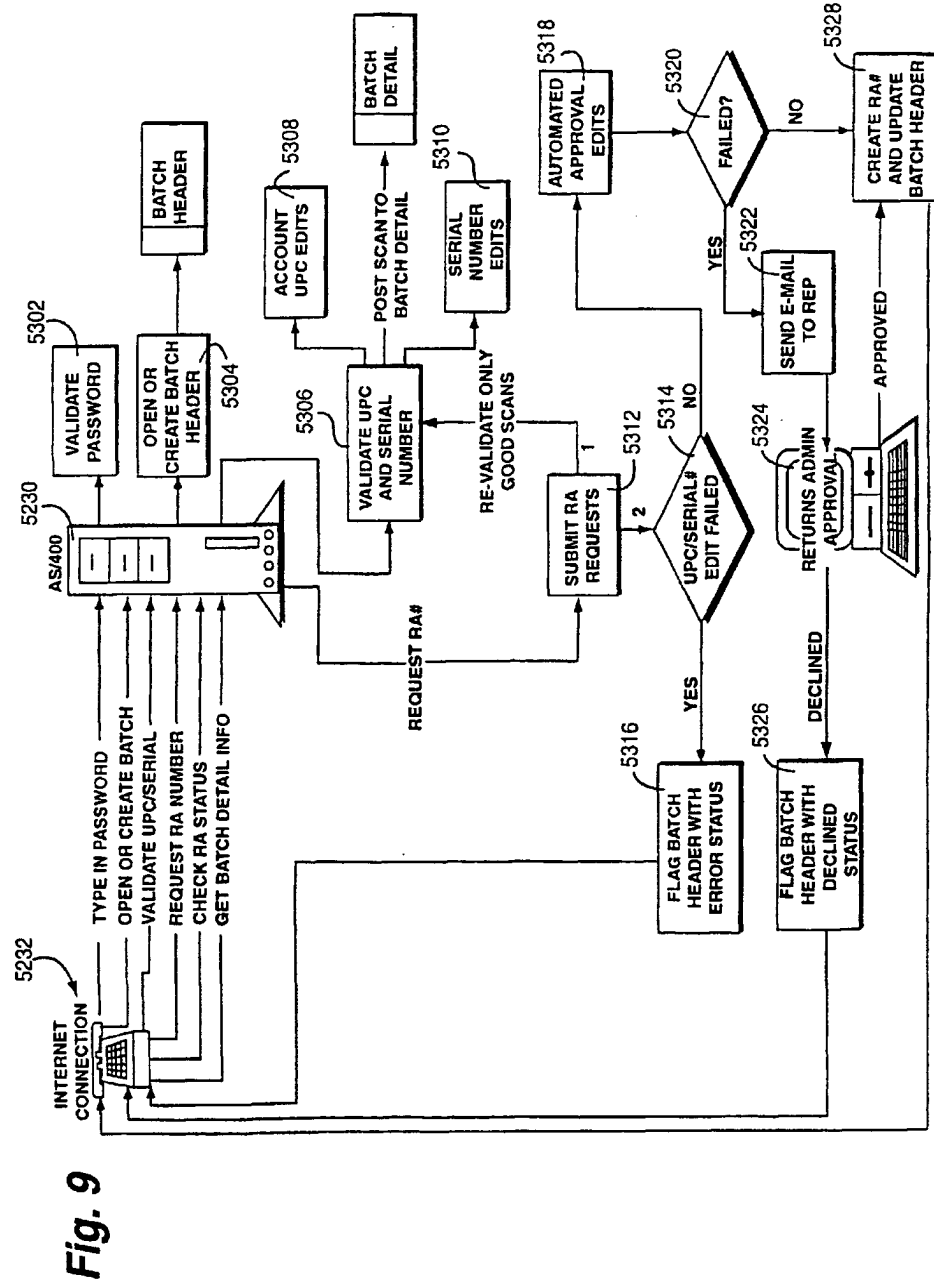 Fig. 9
INTERNET
CONNECTION
5232
TYPE IN PASSWORD
OPEN OR CREATE BATCH
VALIDATE UPC/SERIAL
REQUEST RA NUMBER
CHECK RA STATUS
GET BATCH DETAIL INFO
AS/400
5230
VALIDATE
PASSWORD
5302
OPEN OR
CREATE BATCH
HEADER
5304
BATCH
HEADER
5306
VALIDATE UPC
AND SERIAL
NUMBER
ACCOUNT
UPC EDITS
5308
POST SCAN TO
BATCH DETAIL
BATCH
DETAIL
SERIAL
NUMBER
EDITS
5310
REQUEST RA#
RE-VALIDATE ONLY
GOOD SCANS
1
SUBMIT RA
REQUESTS
5312
2
UPC/SERIAL#
EDIT FAILED
5314
YES
NO
5316
FLAG BATCH
HEADER WITH
ERROR STATUS
AUTOMATED
APPROVAL
EDITS
5318
FAILED?
5320
YES
NO
SEND E-MAIL
TO REP
5322
RETURNS ADMIN
APPROVAL
5324
DECLINED
APPROVED
5326
FLAG BATCH
HEADER WITH
DECLINED
STATUS
CREATE RA#
AND UPDATE
BATCH HEADER
5328